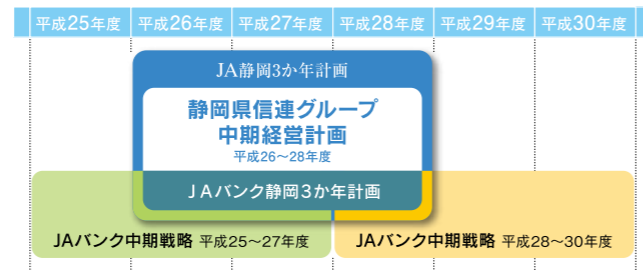 平成25年度 平成26年度 平成27年度 平成28年度 平成29年度 平成30年度
JA静岡3か年計画
静岡県信連グループ
中期経営計画
平成26～28年度
JAバンク静岡3か年計画
JAバンク中期戦略 平成25～27年度
JAバンク中期戦略 平成28～30年度